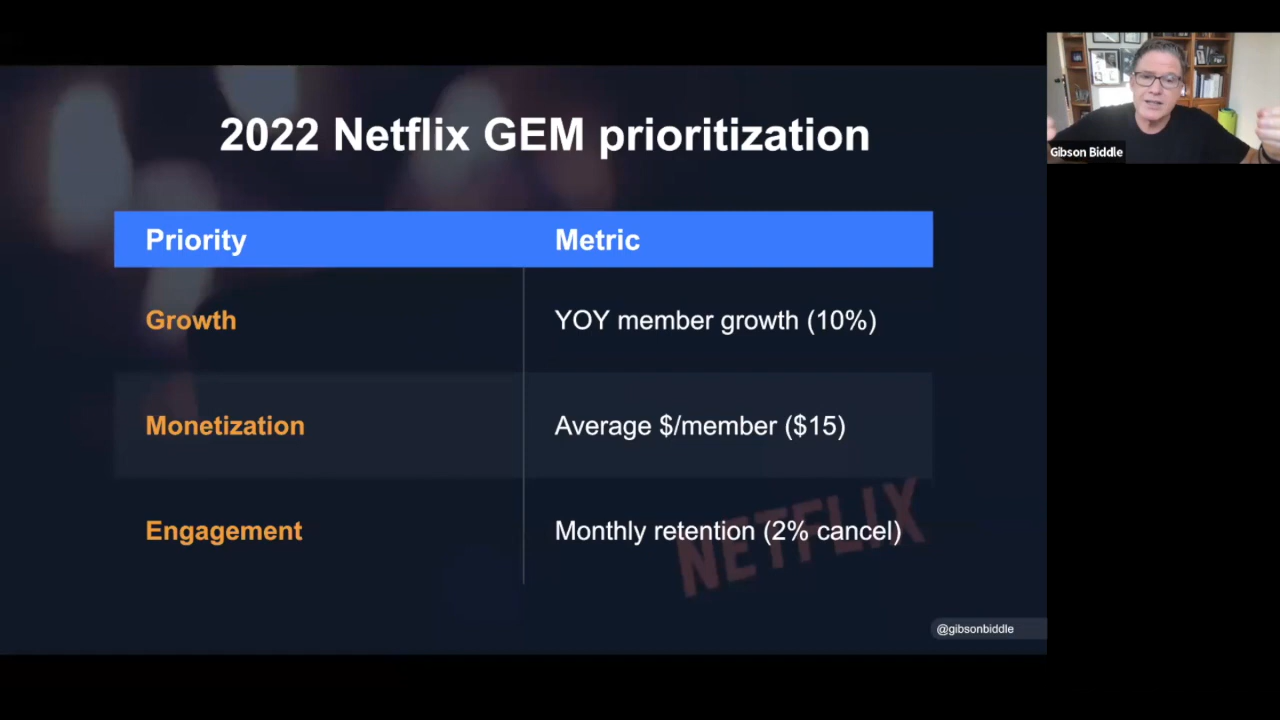 2022 Netflix GEM prioritization
Priority Metric
Growth YOY member growth (10%)
Monetization Average $/member ($15)
Engagement Monthly retention (2% cancel)
NETFLIX
@gibsonbiddle
Gibson Biddle